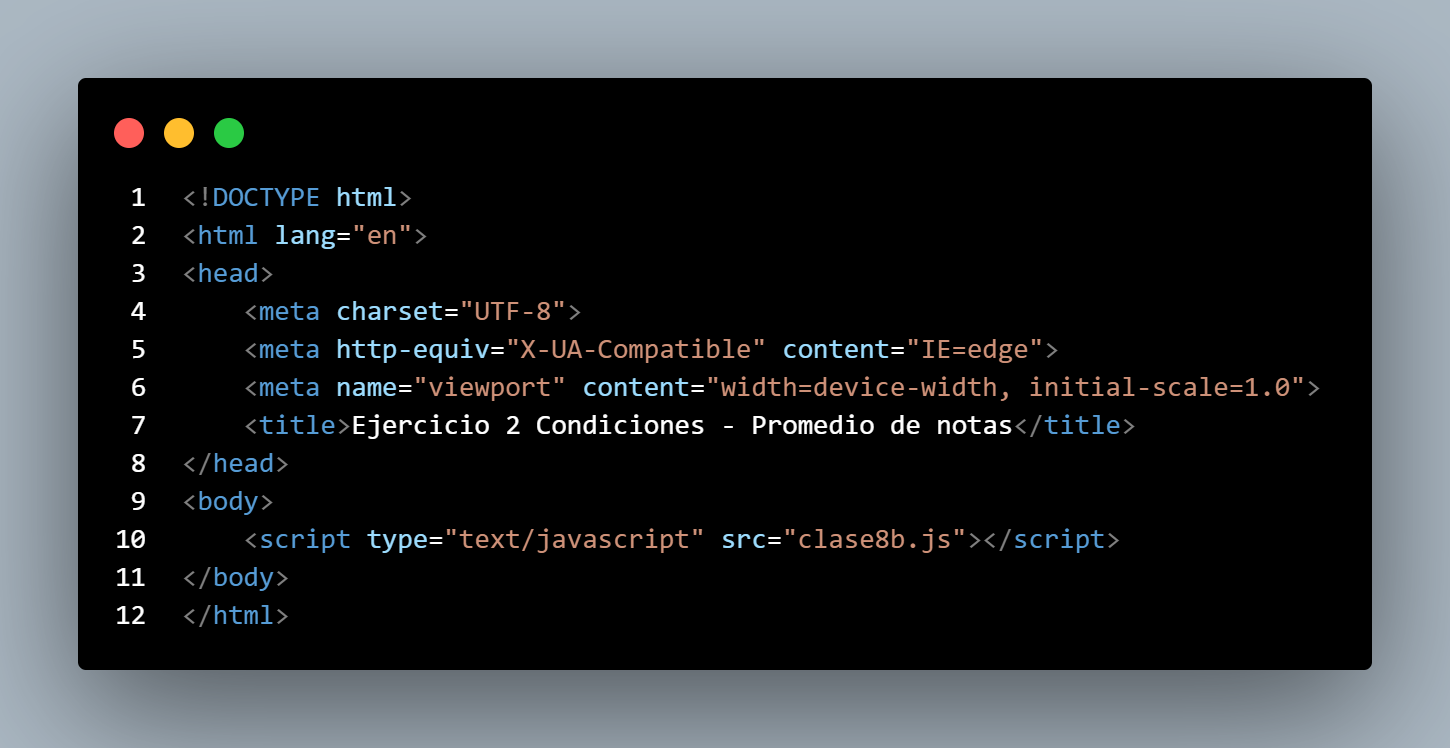 1 <!DOCTYPE html>
2 <html lang="en">
3 <head>
4     <meta charset="UTF-8">
5     <meta http-equiv="X-UA-Compatible" content="IE=edge">
6     <meta name="viewport" content="width=device-width, initial-scale=1.0">
7     <title>Ejercicio 2 Condiciones - Promedio de notas</title>
8 </head>
9 <body>
10     <script type="text/javascript" src="clase8b.js"></script>
11 </body>
12 </html>